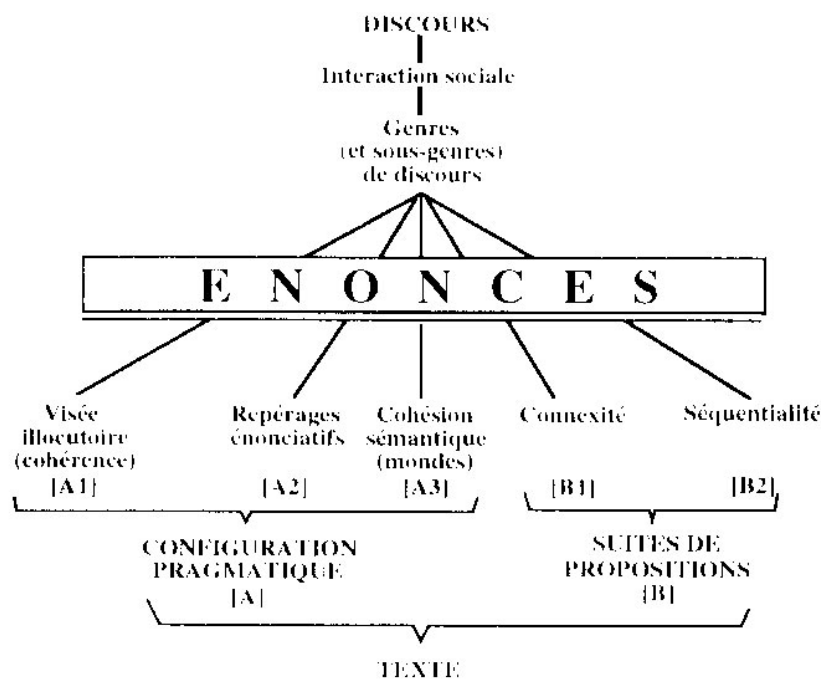 DISCOURS
Interaction sociale
Genres
(et sous-genres)
de discours
E N O N C E S
Visée
illocutoire
(cohérence)
[A1]
Repérages
énonciatifs
[A2]
Cohésion
sémantique
(mondes)
[A3]
Connexité
[B1]
Séquentialité
[B2]
CONFIGURATION
PRAGMATIQUE
[A]
SUITES DE
PROPOSITIONS
[B]
TEXTE